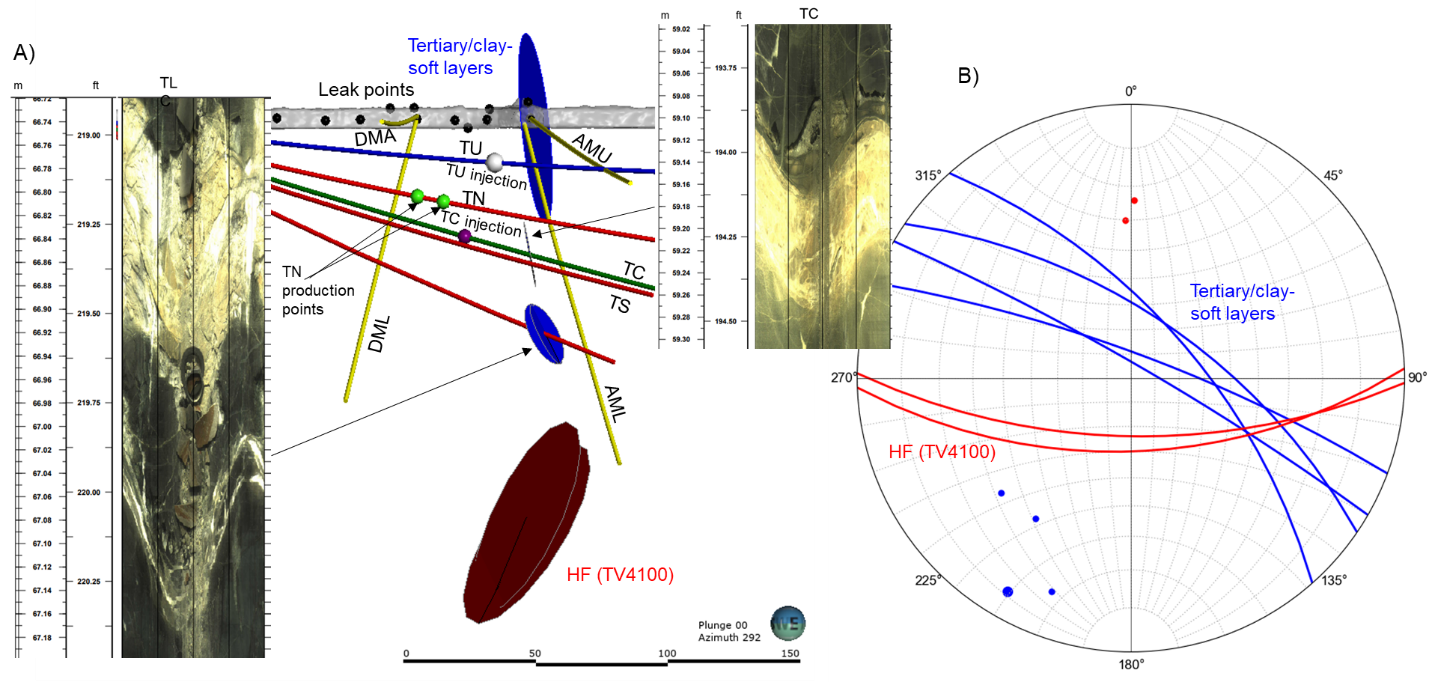 A)
m
ft
TL
C
66.72
66.74
66.76
66.78
66.80
66.82
66.84
66.86
66.88
66.90
66.92
66.94
66.96
66.98
67.00
67.02
67.04
67.06
67.08
67.10
67.12
67.14
67.16
67.18
219.00
219.25
219.50
219.75
220.00
220.25
Tertiary/clay-
soft layers
Leak points
DMA
TU
AMU
TU injection
TN
TC injection
TN
production
points
TC
TS
DML
AML
HF (TV4100)
Plunge 00
Azimuth 292
0
50
100
150
m
ft
TC
59.02
59.04
59.06
59.08
59.10
59.12
59.14
59.16
59.18
59.20
59.22
59.24
59.26
59.28
59.30
193.75
194.00
194.25
194.50
B)
0°
45°
315°
Tertiary/clay-
soft layers
270°
90°
HF (TV4100)
225°
135°
180°